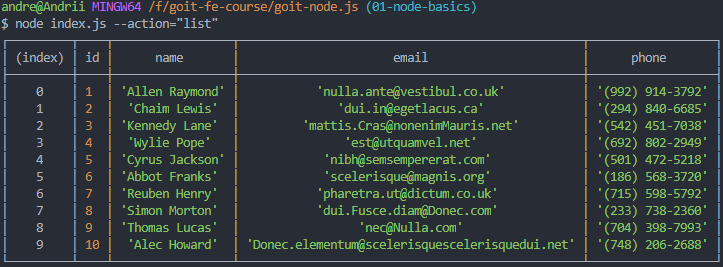 andre@Andrii MINGW64 /f/goit-fe-course/goit-node.js (01-node-basics)
$ node index.js --action="list"
(index) id name email phone
0 1 'Allen Raymond' 'nulla.ante@vestibul.co.uk' '(992) 914-3792'
1 2 'Chaim Lewis' 'dui.in@egetlacus.ca' '(294) 840-6685'
2 3 'Kennedy Lane' 'mattis.Cras@nonenimMauris.net' '(542) 451-7038'
3 4 'Wylie Pope' 'est@utquamvel.net' '(692) 802-2949'
4 5 'Cyrus Jackson' 'nibh@semsempererat.com' '(501) 472-5218'
5 6 'Abbot Franks' 'scelerisque@magnis.org' '(186) 568-3720'
6 7 'Reuben Henry' 'pharetra.ut@dictum.co.uk' '(715) 598-5792'
7 8 'Simon Morton' 'dui.Fusce.diam@Donec.com' '(233) 738-2360'
8 9 'Thomas Lucas' 'nec@Nulla.com' '(704) 398-7993'
9 10 'Alec Howard' 'Donec.elementum@scelerisquescelerisquedui.net' '(748) 206-2688'